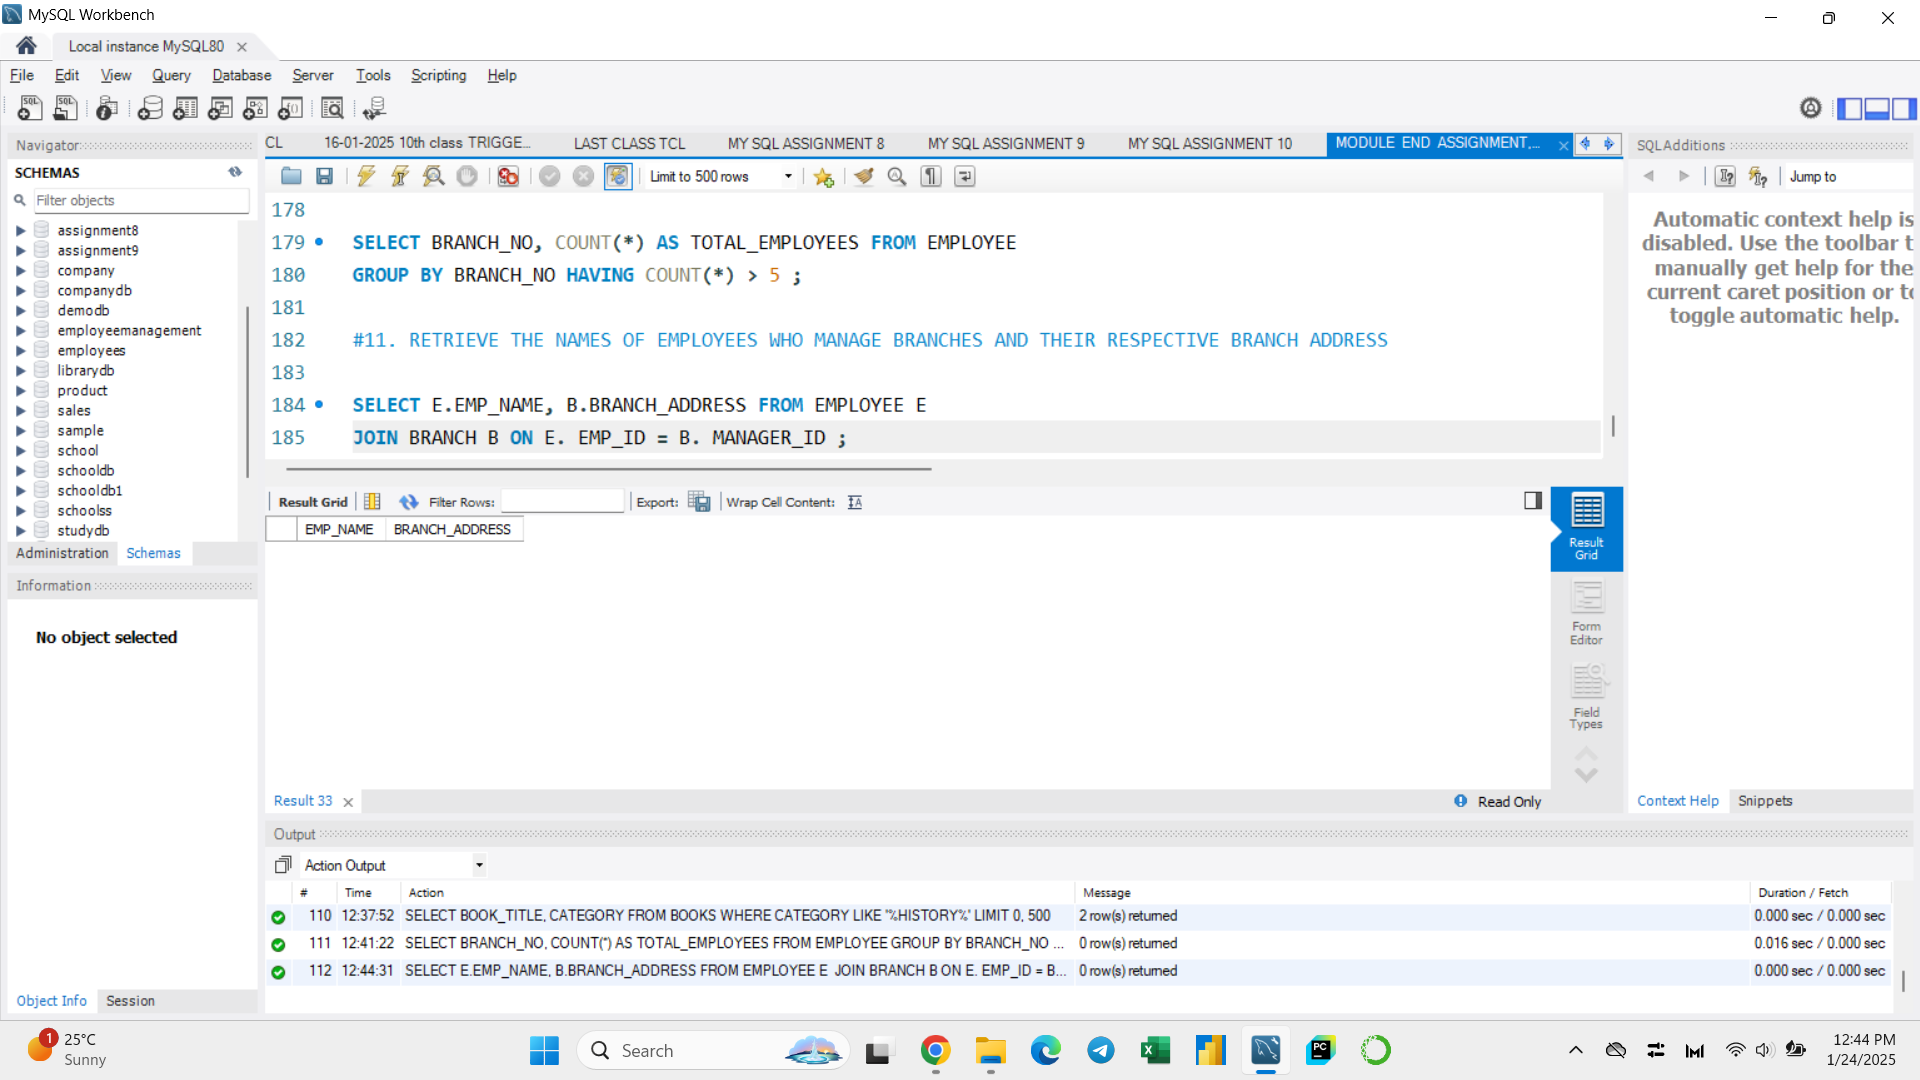 MySQL Workbench
Local instance MySQL80
File Edit View Query Database Server Tools Scripting Help
Navigator
SCHEMAS
Filter objects
assignment8
assignment9
company
companydb
demodb
employeemanagement
employees
librarydb
product
sales
sample
school
schooldb
schooldb1
schoolss
studydb
Administration Schemas
Information
No object selected
Object Info Session
CL 16-01-2025 10th class TRIGGE... LAST CLASS TCL MY SQL ASSIGNMENT 8 MY SQL ASSIGNMENT 9 MY SQL ASSIGNMENT 10 MODULE END ASSIGNMENT,...
Limit to 500 rows
178
179 SELECT BRANCH_NO, COUNT(*) AS TOTAL_EMPLOYEES FROM EMPLOYEE
180 GROUP BY BRANCH_NO HAVING COUNT(*) > 5 ;
181
182 #11. RETRIEVE THE NAMES OF EMPLOYEES WHO MANAGE BRANCHES AND THEIR RESPECTIVE BRANCH ADDRESS
183
184 SELECT E.EMP_NAME, B.BRANCH_ADDRESS FROM EMPLOYEE E
185 JOIN BRANCH B ON E. EMP_ID = B. MANAGER_ID ;
Result Grid Filter Rows: Export: Wrap Cell Content:
EMP_NAME BRANCH_ADDRESS
Result Grid
Form Editor
Field Types
Result 33
Read Only
SQLAdditions
Jump to
Automatic context help is
disabled. Use the toolbar t
manually get help for the
current caret position or to
toggle automatic help.
Context Help Snippets
Output
Action Output
# Time Action Message Duration / Fetch
110 12:37:52 SELECT BOOK_TITLE, CATEGORY FROM BOOKS WHERE CATEGORY LIKE '%HISTORY%' LIMIT 0, 500 2 row(s) returned 0.000 sec / 0.000 sec
111 12:41:22 SELECT BRANCH_NO, COUNT(*) AS TOTAL_EMPLOYEES FROM EMPLOYEE GROUP BY BRANCH_NO ... 0 row(s) returned 0.016 sec / 0.000 sec
112 12:44:31 SELECT E.EMP_NAME, B.BRANCH_ADDRESS FROM EMPLOYEE E JOIN BRANCH B ON E. EMP_ID = B... 0 row(s) returned 0.000 sec / 0.000 sec
1
25°C
Sunny
Search
PC
12:44 PM
1/24/2025